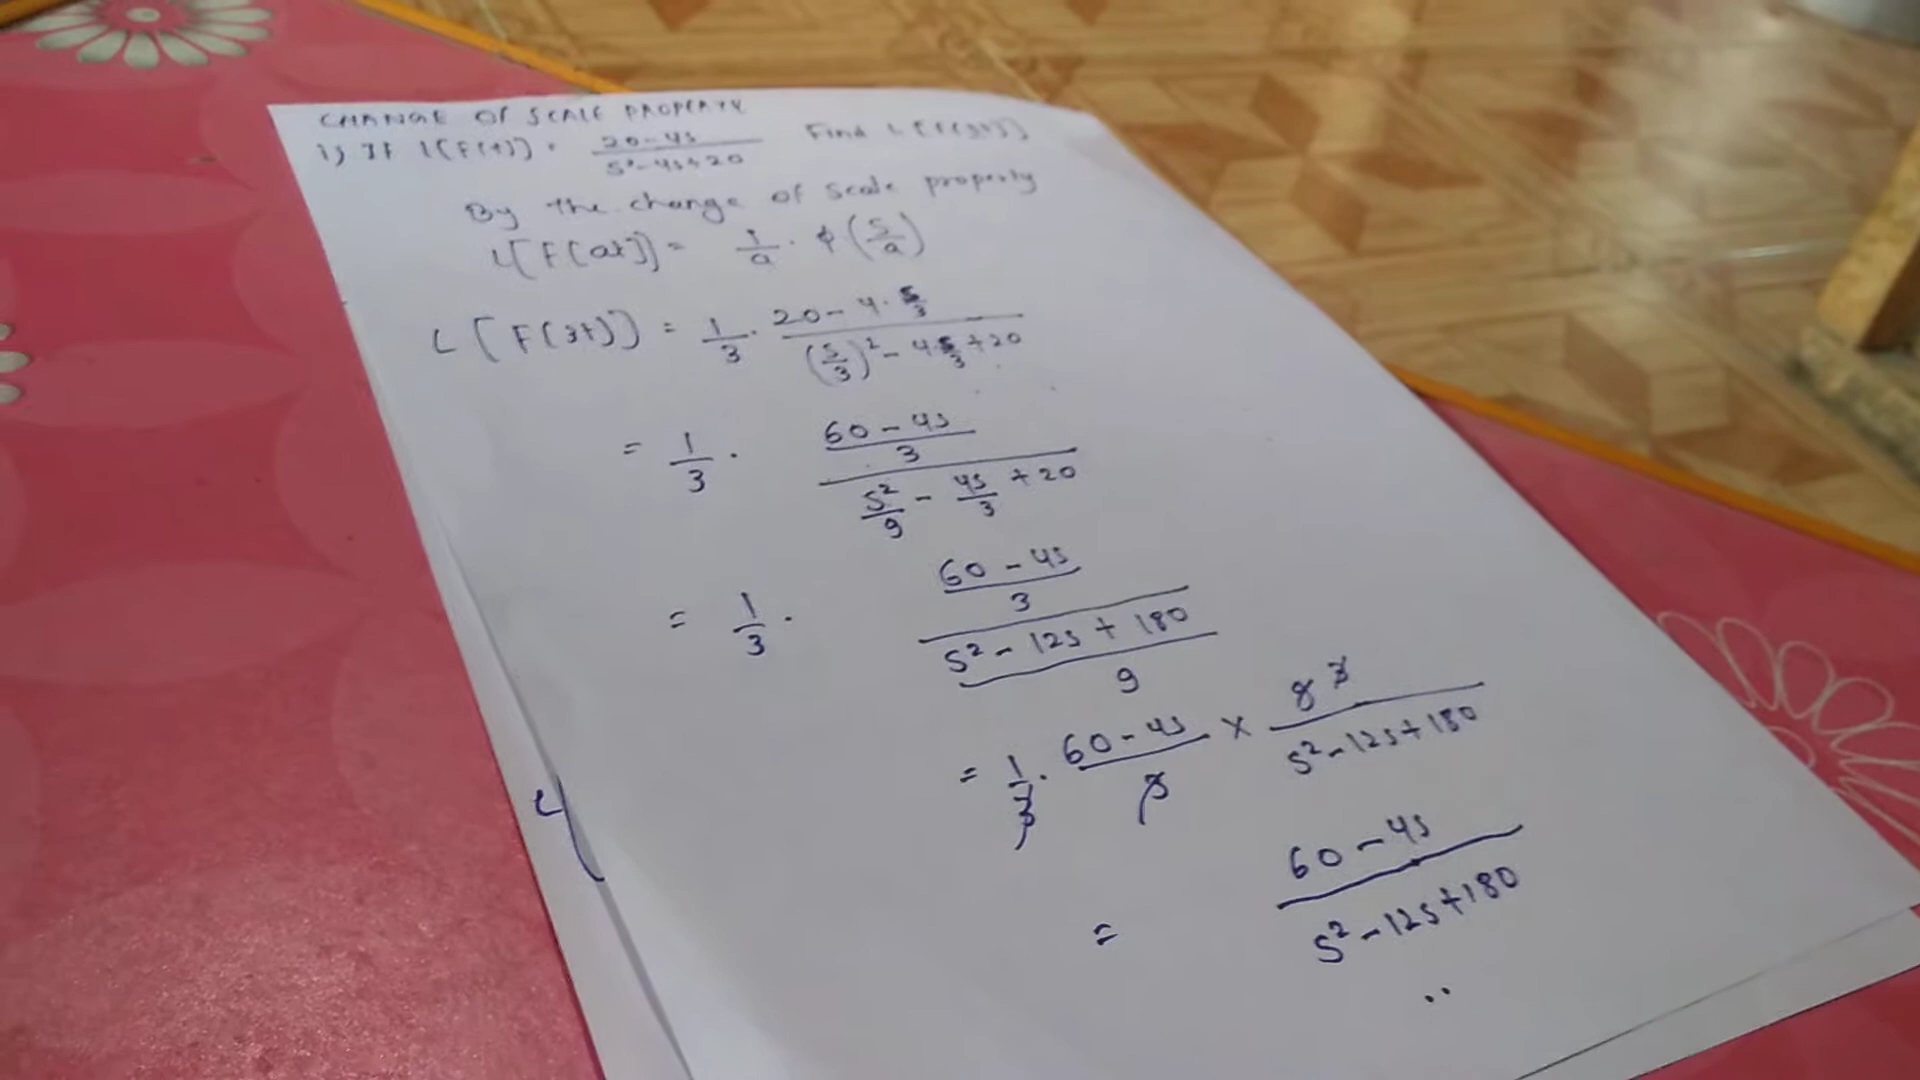 CHANGE OF SCALE PROPERTY
1) If L[F(t)] = (20-4s)/(s²-4s+20) Find L[F(3t)]
By the change of scale property
L[F(at)] = 1/a . φ(s/a)
L[F(3t)] = 1/3 . (20-4.s/3)/((s/3)²-4.s/3+20)
= 1/3 . ((60-4s)/3)/(s²/9 - 4s/3 + 20)
= 1/3 . ((60-4s)/3)/((s²-12s+180)/9)
= 1/3 . (60-4s)/3 × 9/(s²-12s+180)
= (60-4s)/(s²-12s+180)